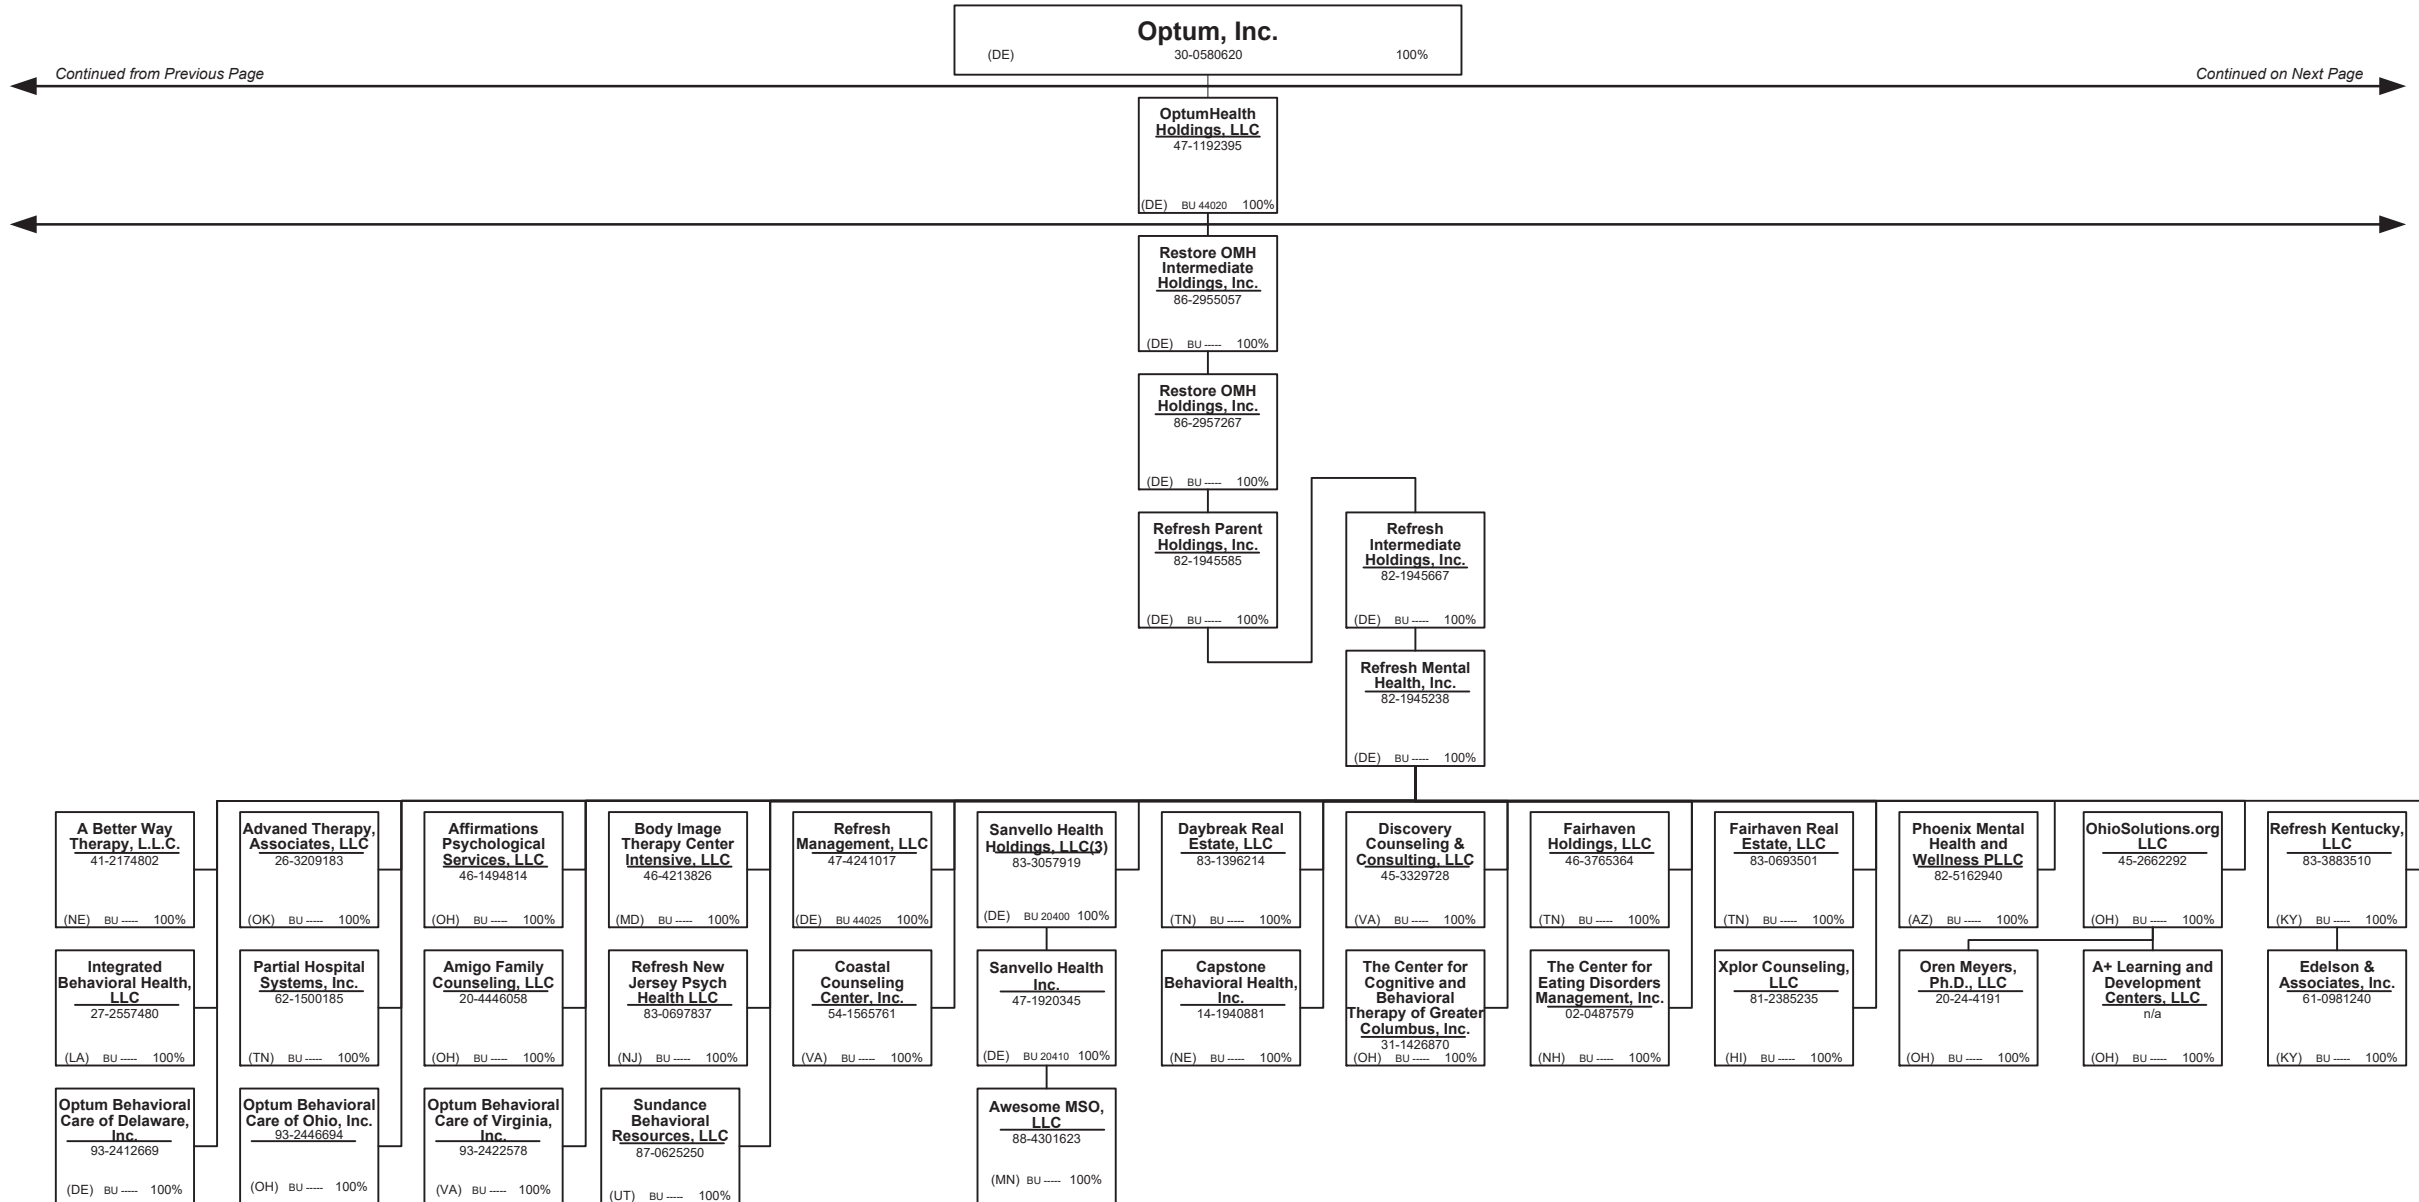 Optum, Inc.
(DE) 30-0580620 100%
Continued from Previous Page
Continued on Next Page
OptumHealth
Holdings, LLC
47-1192395
(DE) BU 44020 100%
Restore OMH
Intermediate
Holdings, Inc.
86-2955057
(DE) BU ----- 100%
Restore OMH
Holdings, Inc.
86-2957267
(DE) BU ----- 100%
Refresh Parent
Holdings, Inc.
82-1945585
(DE) BU ----- 100%
Refresh
Intermediate
Holdings, Inc.
82-1945667
(DE) BU ----- 100%
Refresh Mental
Health, Inc.
82-1945238
(DE) BU ----- 100%
A Better Way
Therapy, L.L.C.
41-2174802
(NE) BU ----- 100%
Advaned Therapy,
Associates, LLC
26-3209183
(OK) BU ----- 100%
Affirmations
Psychological
Services, LLC
46-1494814
(OH) BU ----- 100%
Body Image
Therapy Center
Intensive, LLC
46-4213826
(MD) BU ----- 100%
Refresh
Management, LLC
47-4241017
(DE) BU 44025 100%
Sanvello Health
Holdings, LLC(3)
83-3057919
(DE) BU 20400 100%
Daybreak Real
Estate, LLC
83-1396214
(TN) BU ----- 100%
Discovery
Counseling &
Consulting, LLC
45-3329728
(VA) BU ----- 100%
Fairhaven
Holdings, LLC
46-3765364
(TN) BU ----- 100%
Fairhaven Real
Estate, LLC
83-0693501
(TN) BU ----- 100%
Phoenix Mental
Health and
Wellness PLLC
82-5162940
(AZ) BU ----- 100%
OhioSolutions.org
LLC
45-2662292
(OH) BU ----- 100%
Refresh Kentucky,
LLC
83-3883510
(KY) BU ----- 100%
Integrated
Behavioral Health,
LLC
27-2557480
(LA) BU ----- 100%
Partial Hospital
Systems, Inc.
62-1500185
(TN) BU ----- 100%
Amigo Family
Counseling, LLC
20-4446058
(OH) BU ----- 100%
Refresh New
Jersey Psych
Health LLC
83-0697837
(NJ) BU ----- 100%
Coastal
Counseling
Center, Inc.
54-1565761
(VA) BU ----- 100%
Sanvello Health
Inc.
47-1920345
(DE) BU 20410 100%
Capstone
Behavioral Health,
Inc.
14-1940881
(NE) BU ----- 100%
The Center for
Cognitive and
Behavioral
Therapy of Greater
Columbus, Inc.
31-1426870
(OH) BU ----- 100%
The Center for
Eating Disorders
Management, Inc.
02-0487579
(NH) BU ----- 100%
Xplor Counseling,
LLC
81-2385235
(HI) BU ----- 100%
Oren Meyers,
Ph.D., LLC
20-24-4191
(OH) BU ----- 100%
A+ Learning and
Development
Centers, LLC
n/a
(OH) BU ----- 100%
Edelson &
Associates, Inc.
61-0981240
(KY) BU ----- 100%
Optum Behavioral
Care of Delaware,
Inc.
93-2412669
(DE) BU ----- 100%
Optum Behavioral
Care of Ohio, Inc.
93-2446694
(OH) BU ----- 100%
Optum Behavioral
Care of Virginia,
Inc.
93-2422578
(VA) BU ----- 100%
Sundance
Behavioral
Resources, LLC
87-0625250
(UT) BU ----- 100%
Awesome MSO,
LLC
88-4301623
(MN) BU ----- 100%